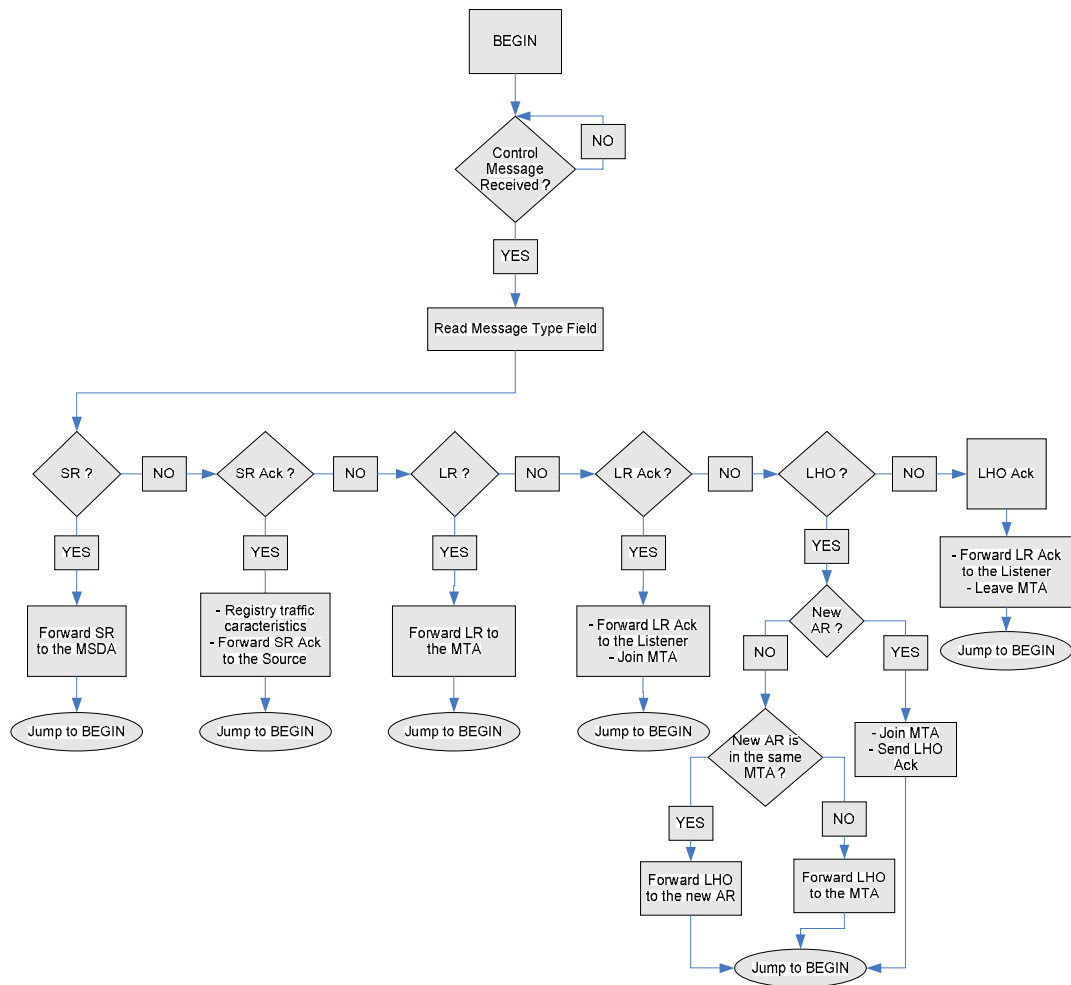 BEGIN
NO
Control
Message
Received ?
YES
Read Message Type Field
SR ?
NO
SR Ack ?
NO
LR ?
NO
LR Ack ?
NO
LHO ?
NO
LHO Ack
YES
YES
YES
YES
YES
- Forward LR Ack
to the Listener
- Leave MTA
Forward SR
to the MSDA
- Registry traffic
caracteristics
- Forward SR Ack
to the Source
Forward LR to
the MTA
- Forward LR Ack
to the Listener
- Join MTA
New
AR ?
NO
YES
Jump to BEGIN
Jump to BEGIN
Jump to BEGIN
Jump to BEGIN
Jump to BEGIN
New AR is
in the same
MTA ?
- Join MTA
- Send LHO
Ack
YES
NO
Forward LHO
to the new AR
Forward LHO
to the MTA
Jump to BEGIN